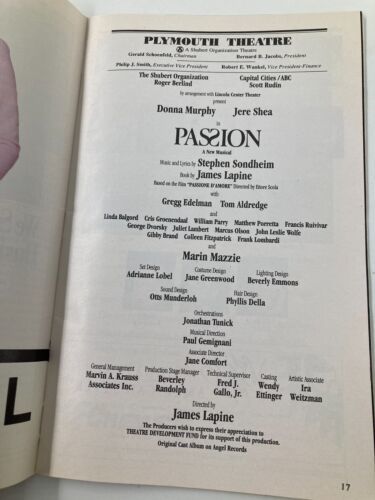 PLYMOUTH THEATRE
A Shubert Organization Theatre
Gerald Schoenfeld, Chairman Bernard B. Jacobs, President
Philip J. Smith, Executive Vice President Robert E. Wankel, Vice President-Finance
The Shubert Organization Capital Cities/ABC
Roger Berlind Scott Rudin
by arrangement with Lincoln Center Theater
present
Donna Murphy Jere Shea
in
PASSION
A New Musical
Music and Lyrics by Stephen Sondheim
Book by James Lapine
Based on the Film "PASSIONE D'AMORE" Directed by Ettore Scola
with
Gregg Edelman Tom Aldredge
and
Linda Balgord Cris Groenendaal William Parry Matthew Porretta Francis Ruivivar
George Dvorsky Juliet Lambert Marcus Olson John Leslie Wolfe
Gibby Brand Colleen Fitzpatrick Frank Lombardi
and
Marin Mazzie
Set Design Costume Design Lighting Design
Adrianne Lobel Jane Greenwood Beverly Emmons
Sound Design Hair Design
Otts Munderloh Phyllis Della
Orchestrations
Jonathan Tunick
Musical Direction
Paul Gemignani
Associate Director
Jane Comfort
General Management Production Stage Manager Technical Supervisor Casting Artistic Associate
Marvin A. Krauss Beverley Fred J. Wendy Ira
Associates Inc. Randolph Gallo, Jr. Ettinger Weitzman
Directed by
James Lapine
The Producers wish to express their appreciation to
THEATRE DEVELOPMENT FUND for its support of this production.
Original Cast Album on Angel Records
17
L